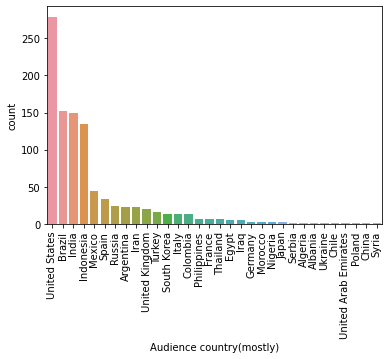 250
200
150
100
50
0
count
United States
Brazil
India
Indonesia
Mexico
Spain
Russia
Argentina
Iran
United Kingdom
Turkey
South Korea
Italy
Colombia
Philippines
France
Thailand
Egypt
Iraq
Germany
Morocco
Nigeria
Japan
Serbia
Algeria
Albania
Ukraine
Chile
United Arab Emirates
Poland
China
Syria
Audience country(mostly)